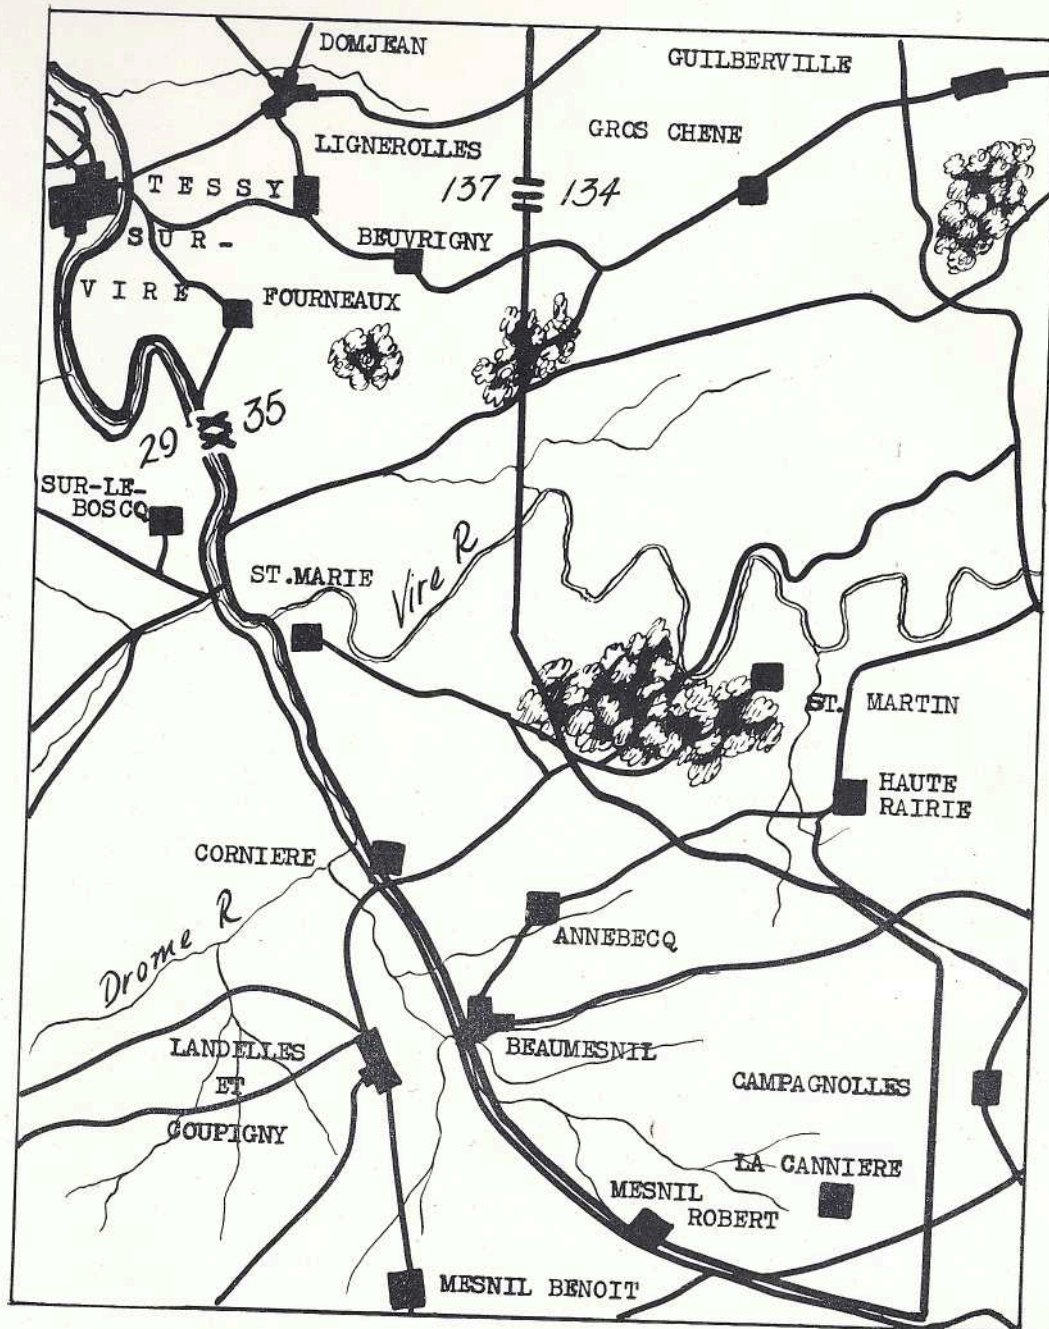 DOMJEAN
GUILBERVILLE
GROS CHENE
LIGNEROLLES
TESSY
137 134
SUR-
BEUVRIGNY
VIRE
FOURNEAUX
29 35
SUR-LE-
BOSCQ
Vire R
ST.MARIE
ST. MARTIN
HAUTE
RAIRIE
CORNIERE
Drome R
ANNEBECQ
LANDELLES
ET
COUPIGNY
BEAUMESNIL
CAMPAGNOLLES
LA CANNIERE
MESNIL
ROBERT
MESNIL BENOIT